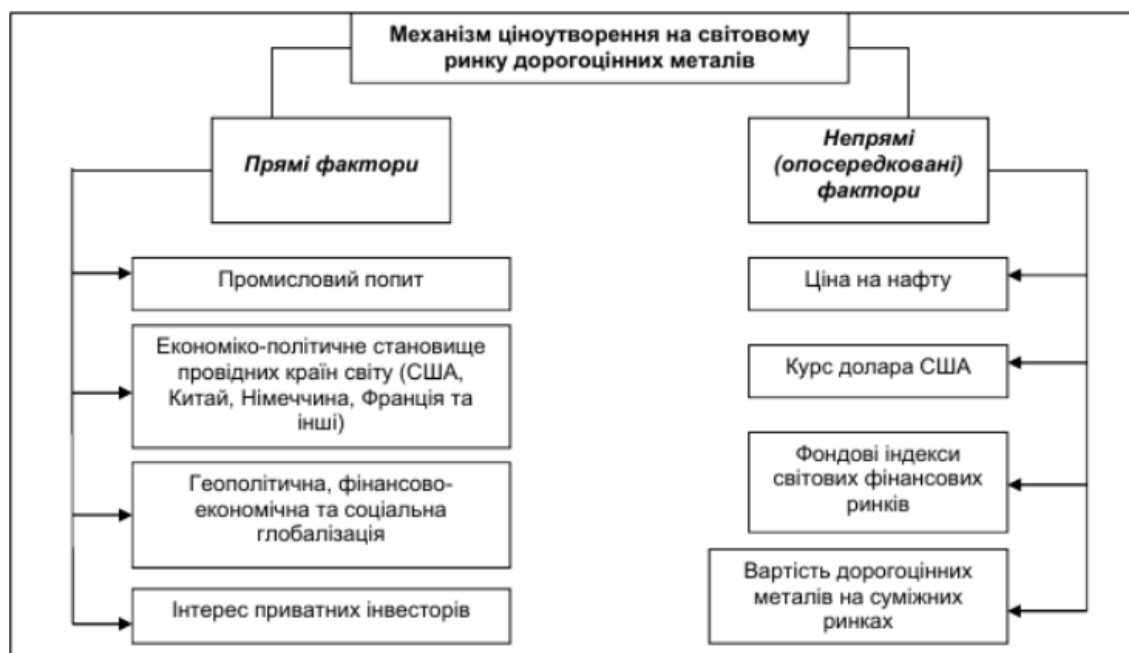 Механізм ціноутворення на світовому
ринку дорогоцінних металів
Прямі фактори
Непрямі
(опосередковані)
фактори
Промисловий попит
Економіко-політичне становище
провідних країн світу (США,
Китай, Німеччина, Франція та
інші)
Геополітична, фінансово-
економічна та соціальна
глобалізація
Інтерес приватних інвесторів
Ціна на нафту
Курс долара США
Фондові індекси
світових фінансових
ринків
Вартість дорогоцінних
металів на суміжних
ринках